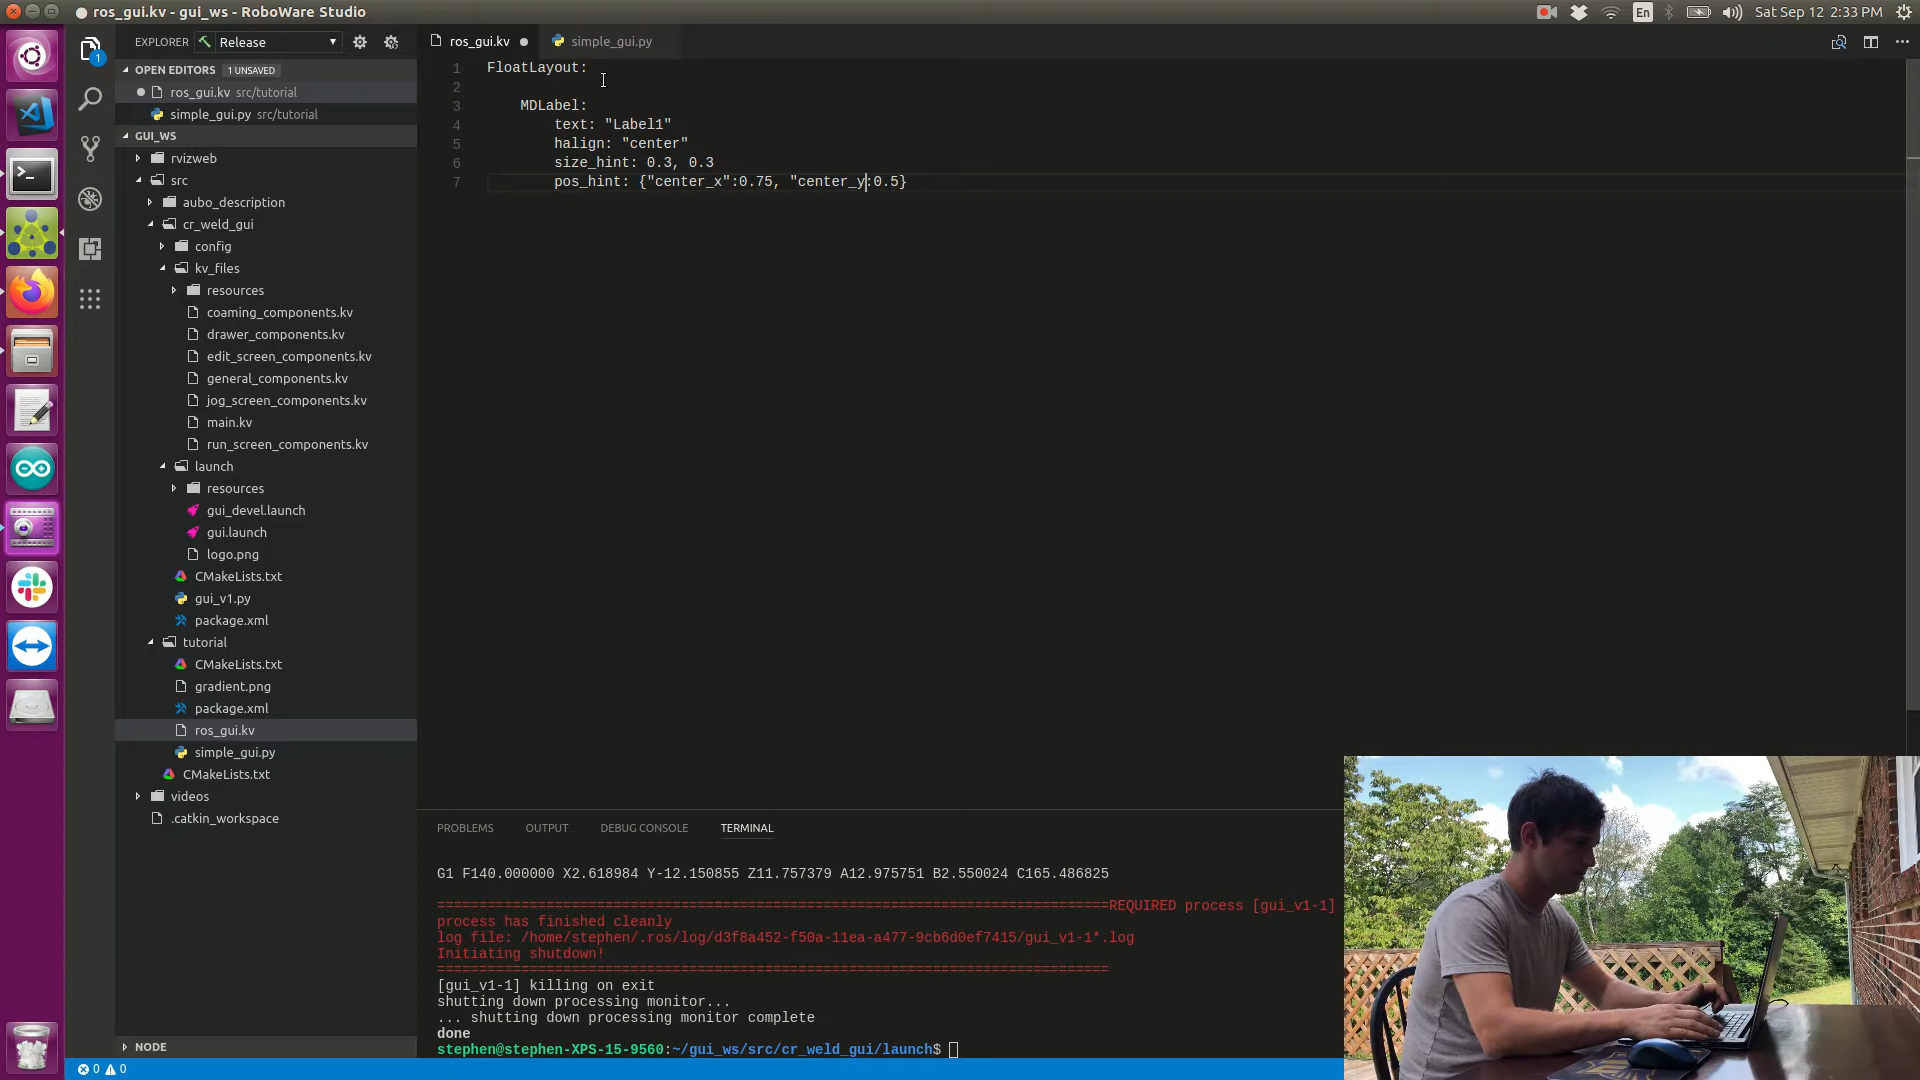 ros_gui.kv - gui_ws - RoboWare Studio
En
Sat Sep 12 2:33 PM
EXPLORER
Release
ros_gui.kv
simple_gui.py
OPEN EDITORS
1 UNSAVED
ros_gui.kv src/tutorial
simple_gui.py src/tutorial
GUI_WS
rvizweb
src
aubo_description
cr_weld_gui
config
kv_files
resources
coaming_components.kv
drawer_components.kv
edit_screen_components.kv
general_components.kv
jog_screen_components.kv
main.kv
run_screen_components.kv
launch
resources
gui_devel.launch
gui.launch
logo.png
CMakeLists.txt
gui_v1.py
package.xml
tutorial
CMakeLists.txt
gradient.png
package.xml
ros_gui.kv
simple_gui.py
CMakeLists.txt
videos
.catkin_workspace
NODE
1 FloatLayout:
2
3 MDLabel:
4 text: "Label1"
5 halign: "center"
6 size_hint: 0.3, 0.3
7 pos_hint: {"center_x":0.75, "center_y:0.5}
PROBLEMS OUTPUT DEBUG CONSOLE TERMINAL
G1 F140.000000 X2.618984 Y-12.150855 Z11.757379 A12.975751 B2.550024 C165.486825
================================================================================REQUIRED process [gui_v1-1]
process has finished cleanly
log file: /home/stephen/.ros/log/d3f8a452-f50a-11ea-a477-9cb6d0ef7415/gui_v1-1*.log
Initiating shutdown!
================================================================================
[gui_v1-1] killing on exit
shutting down processing monitor...
... shutting down processing monitor complete
done
stephen@stephen-XPS-15-9560:~/gui_ws/src/cr_weld_gui/launch$
0 0
1